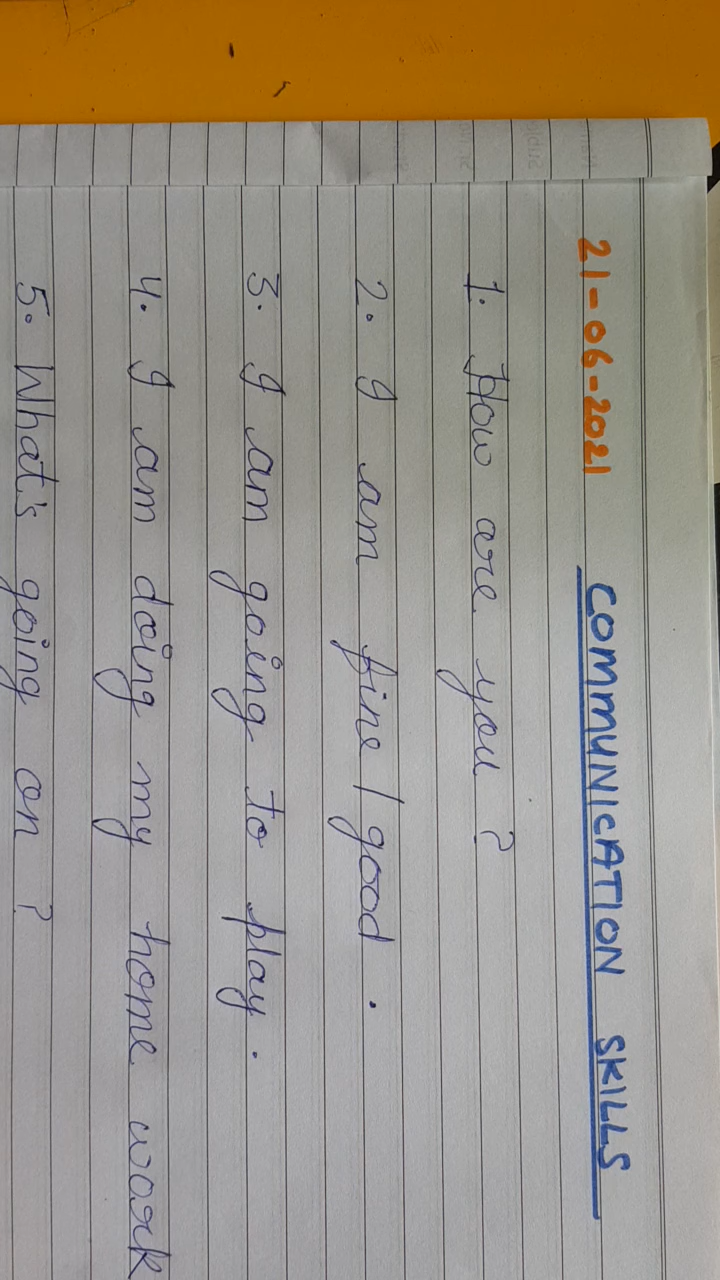 21-06-2021 COMMUNICATION SKILLS
1. How are you ?
2. I am fine / good .
3. I am going to play .
4. I am doing my home work
5. What's going on ?